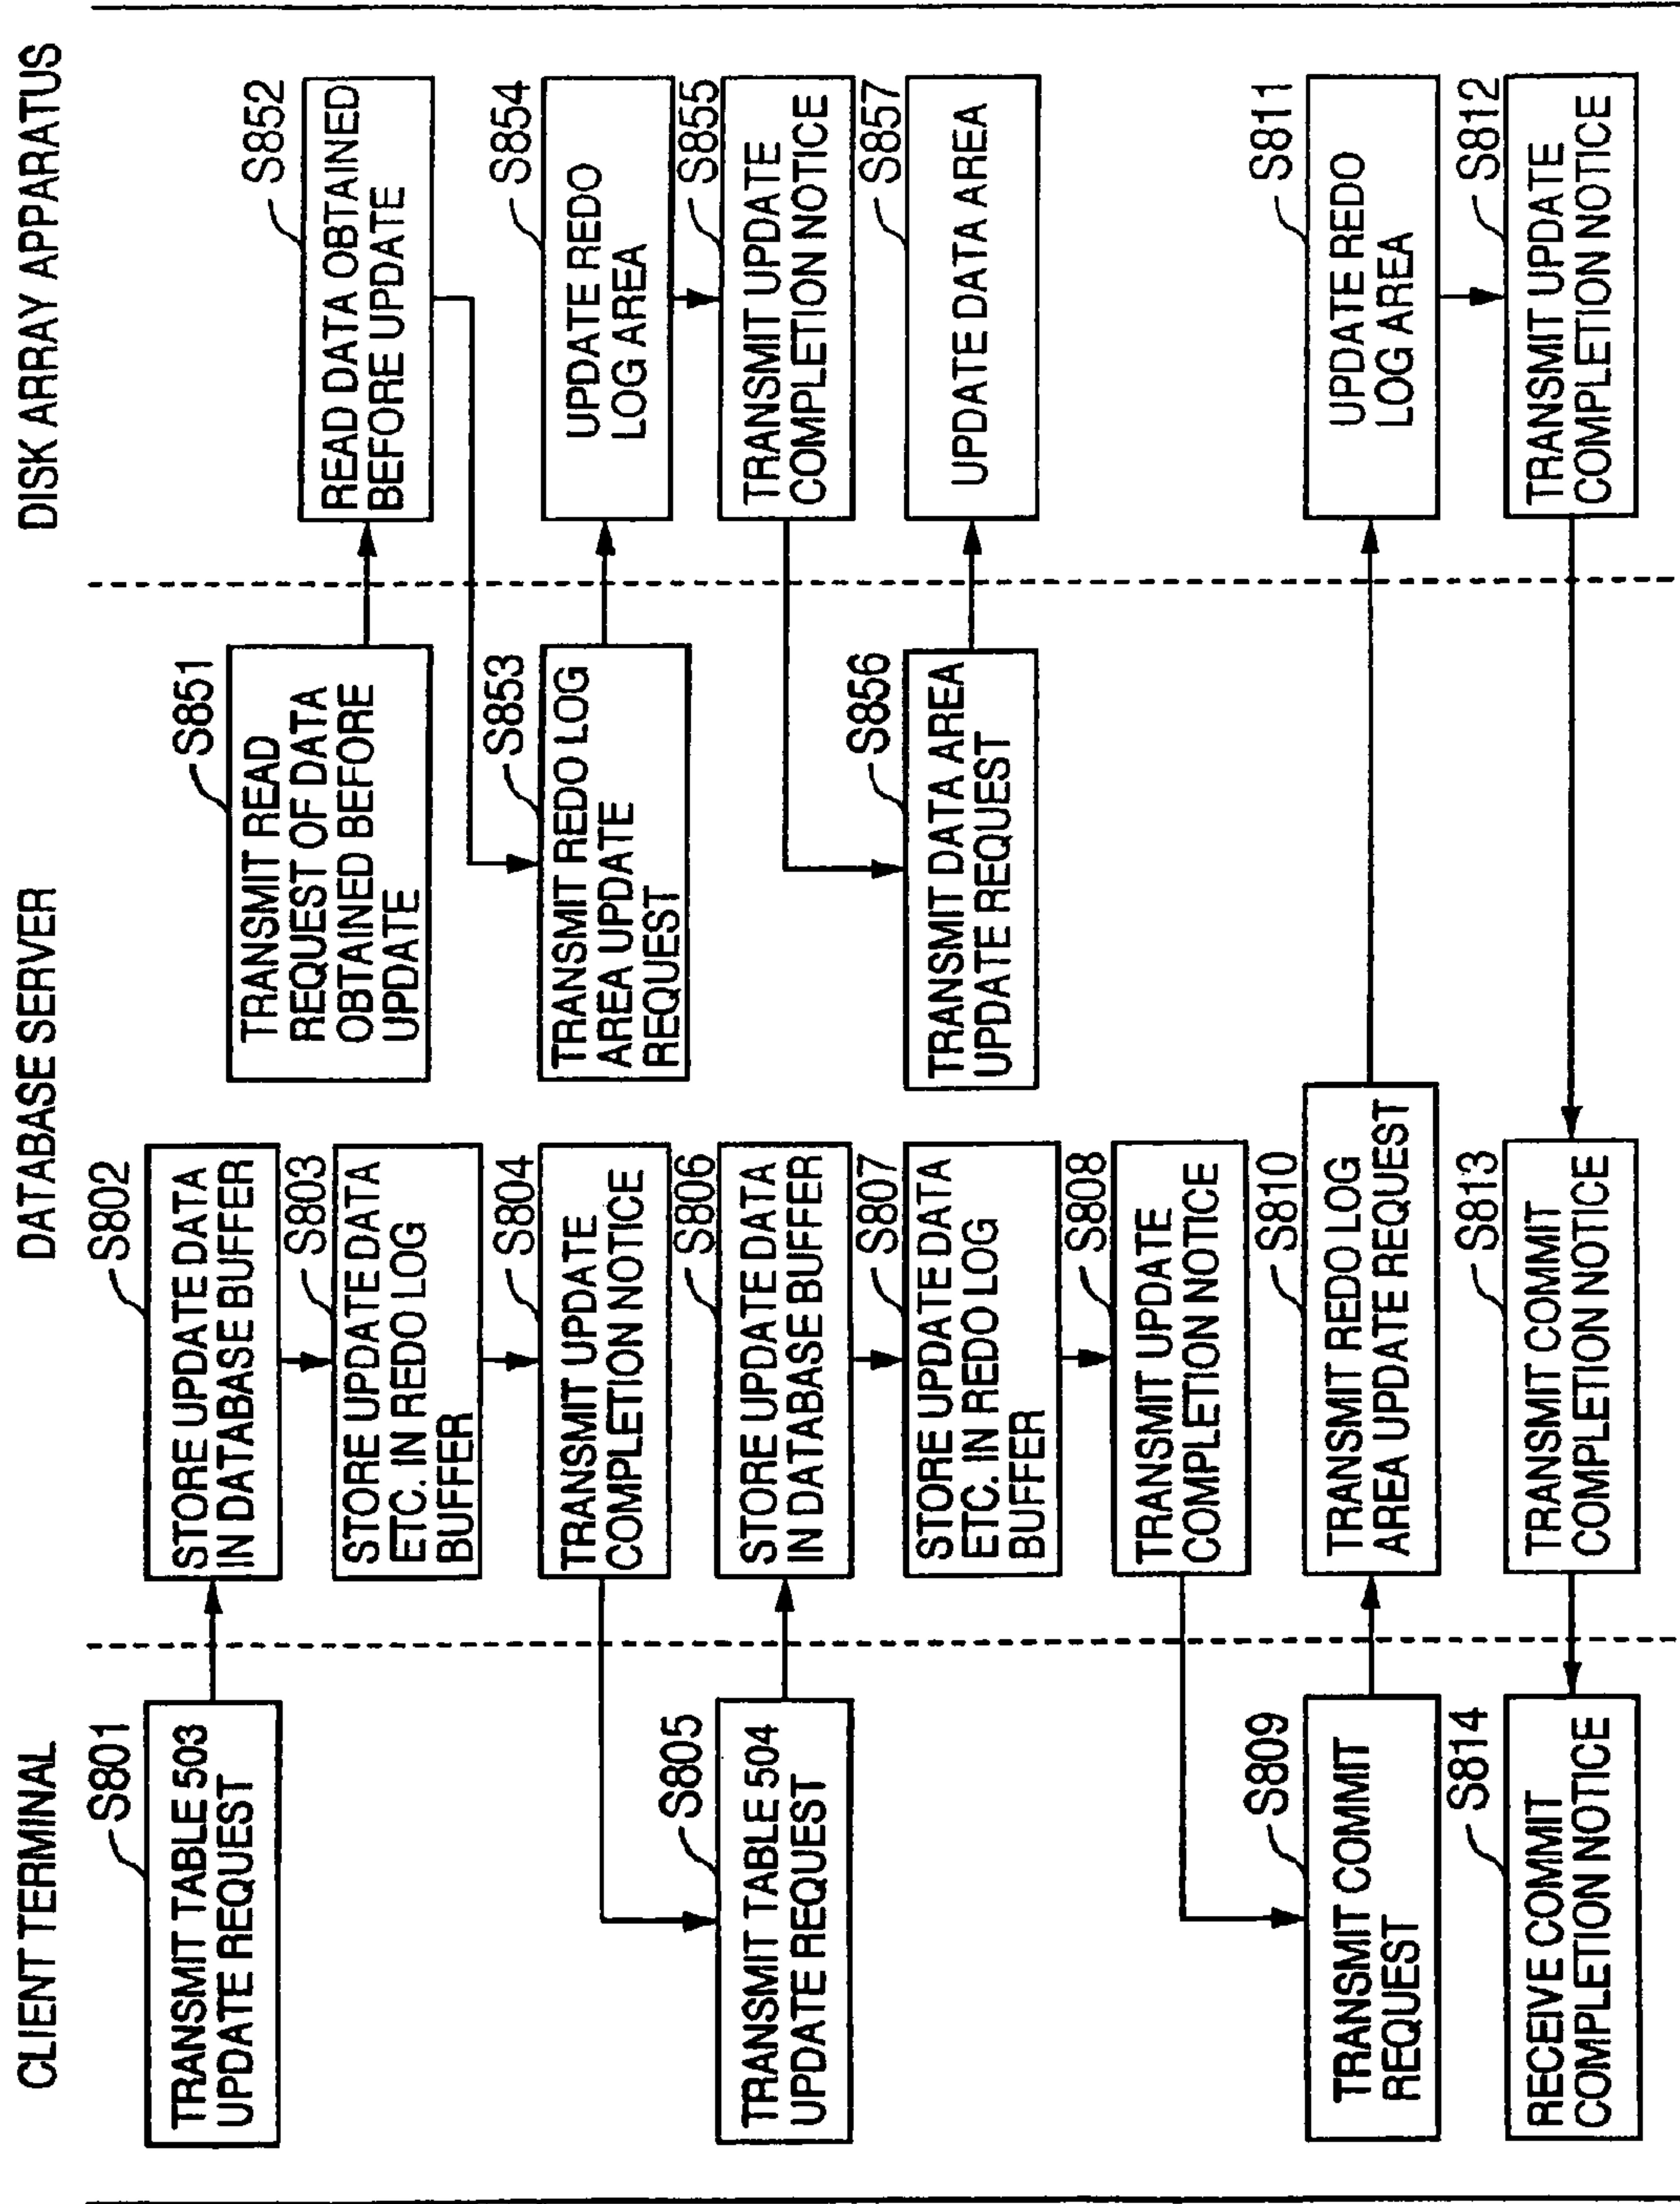 CLIENT TERMINAL
DATABASE SERVER
DISK ARRAY APPARATUS
S801
TRANSMIT TABLE 503
UPDATE REQUEST
S802
STORE UPDATE DATA
IN DATABASE BUFFER
S803
STORE UPDATE DATA
ETC. IN REDO LOG
BUFFER
S804
TRANSMIT UPDATE
COMPLETION NOTICE
S805
TRANSMIT TABLE 504
UPDATE REQUEST
S806
STORE UPDATE DATA
IN DATABASE BUFFER
S807
STORE UPDATE DATA
ETC. IN REDO LOG
BUFFER
S808
TRANSMIT UPDATE
COMPLETION NOTICE
S809
TRANSMIT COMMIT
REQUEST
S810
TRANSMIT REDO LOG
AREA UPDATE REQUEST
S811
UPDATE REDO
LOG AREA
S812
TRANSMIT UPDATE
COMPLETION NOTICE
S813
TRANSMIT COMMIT
COMPLETION NOTICE
S814
RECEIVE COMMIT
COMPLETION NOTICE
S851
TRANSMIT READ
REQUEST OF DATA
OBTAINED BEFORE
UPDATE
S852
READ DATA OBTAINED
BEFORE UPDATE
S853
TRANSMIT REDO LOG
AREA UPDATE
REQUEST
S854
UPDATE REDO
LOG AREA
S855
TRANSMIT UPDATE
COMPLETION NOTICE
S856
TRANSMIT DATA AREA
UPDATE REQUEST
S857
UPDATE DATA AREA